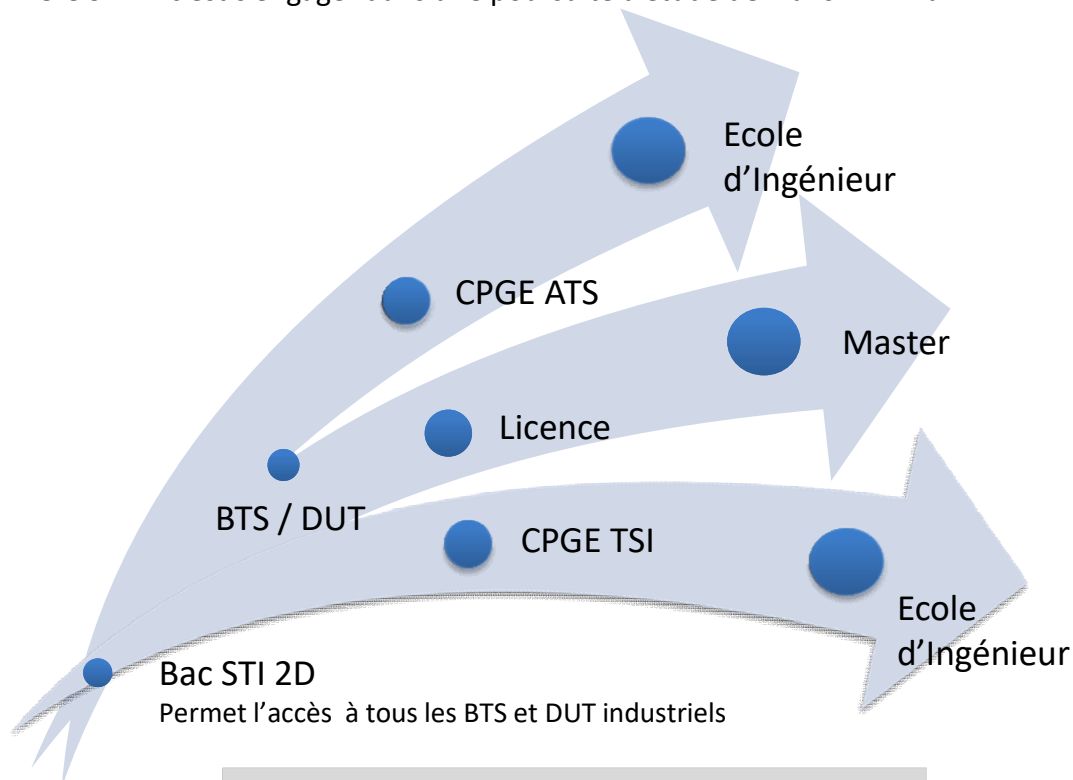 Ecole
d'Ingénieur
CPGE ATS
Master
Licence
BTS / DUT
CPGE TSI
Ecole
d'Ingénieur
Bac STI 2D
Permet l'accès à tous les BTS et DUT industriels